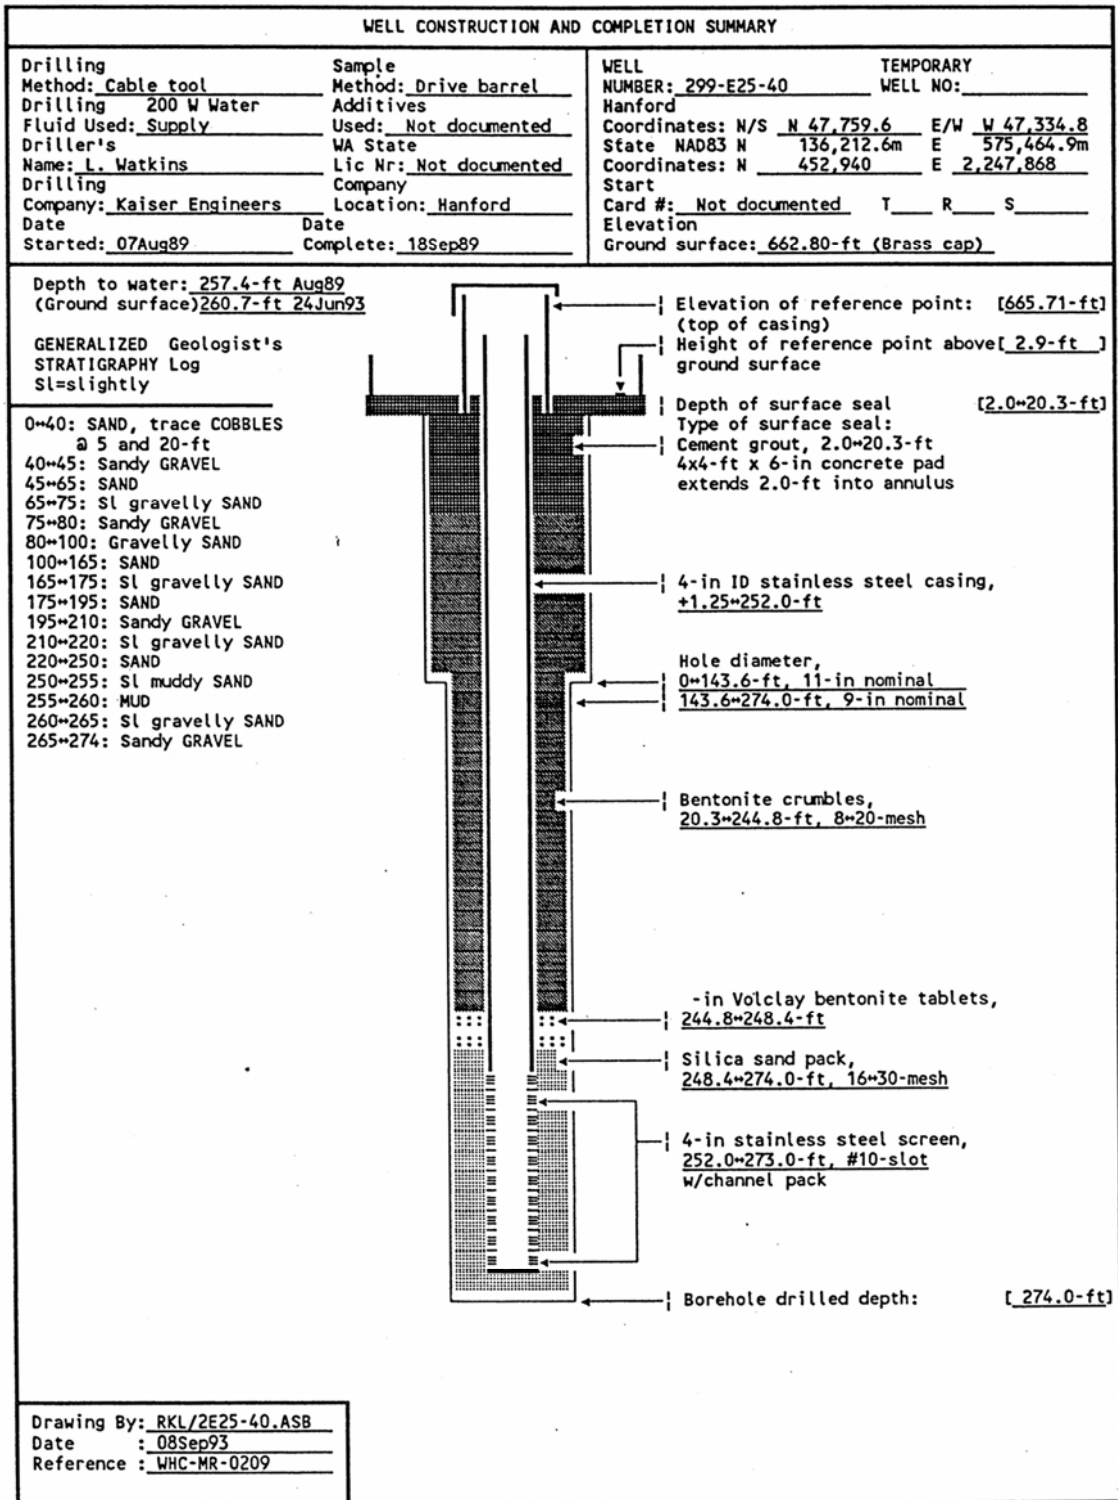 WELL CONSTRUCTION AND COMPLETION SUMMARY
Drilling Sample
Method: Cable tool Method: Drive barrel
Drilling 200 W Water Additives
Fluid Used: Supply Used: Not documented
Driller's WA State
Name: L. Watkins Lic Nr: Not documented
Drilling Company
Company: Kaiser Engineers Location: Hanford
Date Date
Started: 07Aug89 Complete: 18Sep89
WELL TEMPORARY
NUMBER: 299-E25-40 WELL NO:
Hanford
Coordinates: N/S N 47,759.6 E/W W 47,334.8
State NAD83 N 136,212.6m E 575,464.9m
Coordinates: N 452,940 E 2,247,868
Start
Card #: Not documented T R S
Elevation
Ground surface: 662.80-ft (Brass cap)
Depth to water: 257.4-ft Aug89
(Ground surface) 260.7-ft 24Jun93
GENERALIZED Geologist's
STRATIGRAPHY Log
Sl=slightly
0↔40: SAND, trace COBBLES
@ 5 and 20-ft
40↔45: Sandy GRAVEL
45↔65: SAND
65↔75: Sl gravelly SAND
75↔80: Sandy GRAVEL
80↔100: Gravelly SAND
100↔165: SAND
165↔175: Sl gravelly SAND
175↔195: SAND
195↔210: Sandy GRAVEL
210↔220: Sl gravelly SAND
220↔250: SAND
250↔255: Sl muddy SAND
255↔260: MUD
260↔265: Sl gravelly SAND
265↔274: Sandy GRAVEL
Elevation of reference point: [665.71-ft]
(top of casing)
Height of reference point above[ 2.9-ft ]
ground surface
Depth of surface seal [2.0↔20.3-ft]
Type of surface seal:
Cement grout, 2.0↔20.3-ft
4x4-ft x 6-in concrete pad
extends 2.0-ft into annulus
4-in ID stainless steel casing,
+1.25↔252.0-ft
Hole diameter,
0↔143.6-ft, 11-in nominal
143.6↔274.0-ft, 9-in nominal
Bentonite crumbles,
20.3↔244.8-ft, 8↔20-mesh
-in Volclay bentonite tablets,
244.8↔248.4-ft
Silica sand pack,
248.4↔274.0-ft, 16↔30-mesh
4-in stainless steel screen,
252.0↔273.0-ft, #10-slot
w/channel pack
Borehole drilled depth: [ 274.0-ft]
Drawing By: RKL/2E25-40.ASB
Date : 08Sep93
Reference : WHC-MR-0209